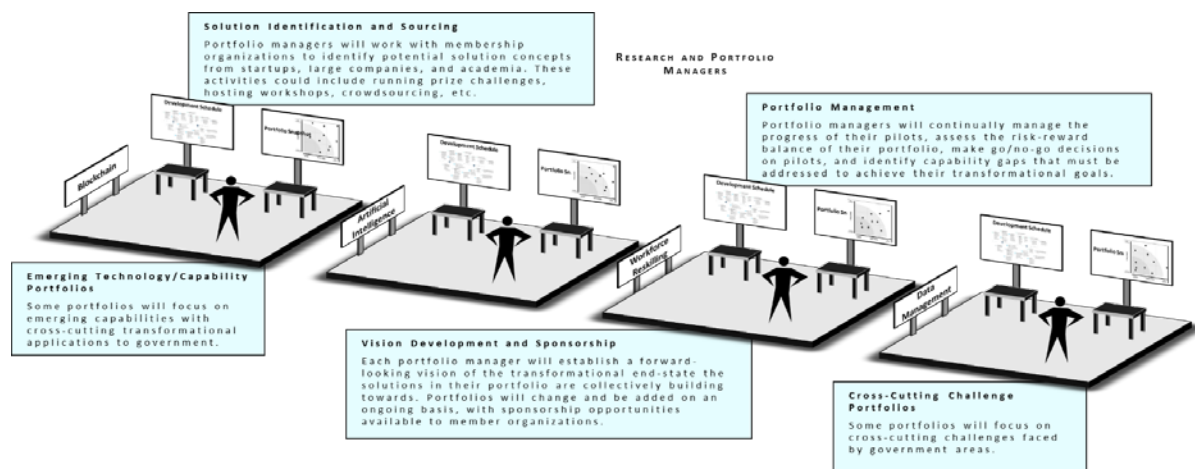 Solution Identification and Sourcing
Portfolio managers will work with membership
organizations to identify potential solution concepts
from startups, large companies, and academia. These
activities could include running prize challenges,
hosting workshops, crowdsourcing, etc.
RESEARCH AND PORTFOLIO
MANAGERS
Portfolio Management
Portfolio managers will continually manage the
progress of their pilots, assess the risk-reward
balance of their portfolio, make go/no-go decisions
on pilots, and identify capability gaps that must be
addressed to achieve their transformational goals.
Development Schedule
Portfolio Snapshot
Blockchain
Development Schedule
Portfolio Sn
Artificial
Intelligence
Development Schedule
Portfolio Sn
Workforce
Reskilling
Development Schedule
Portfolio Sn
Data
Management
Emerging Technology/Capability
Portfolios
Some portfolios will focus on
emerging capabilities with
cross-cutting transformational
applications to government.
Vision Development and Sponsorship
Each portfolio manager will establish a forward-
looking vision of the transformational end-state the
solutions in their portfolio are collectively building
towards. Portfolios will change and be added on an
ongoing basis, with sponsorship opportunities
available to member organizations.
Cross-Cutting Challenge
Portfolios
Some portfolios will focus on
cross-cutting challenges faced
by government areas.